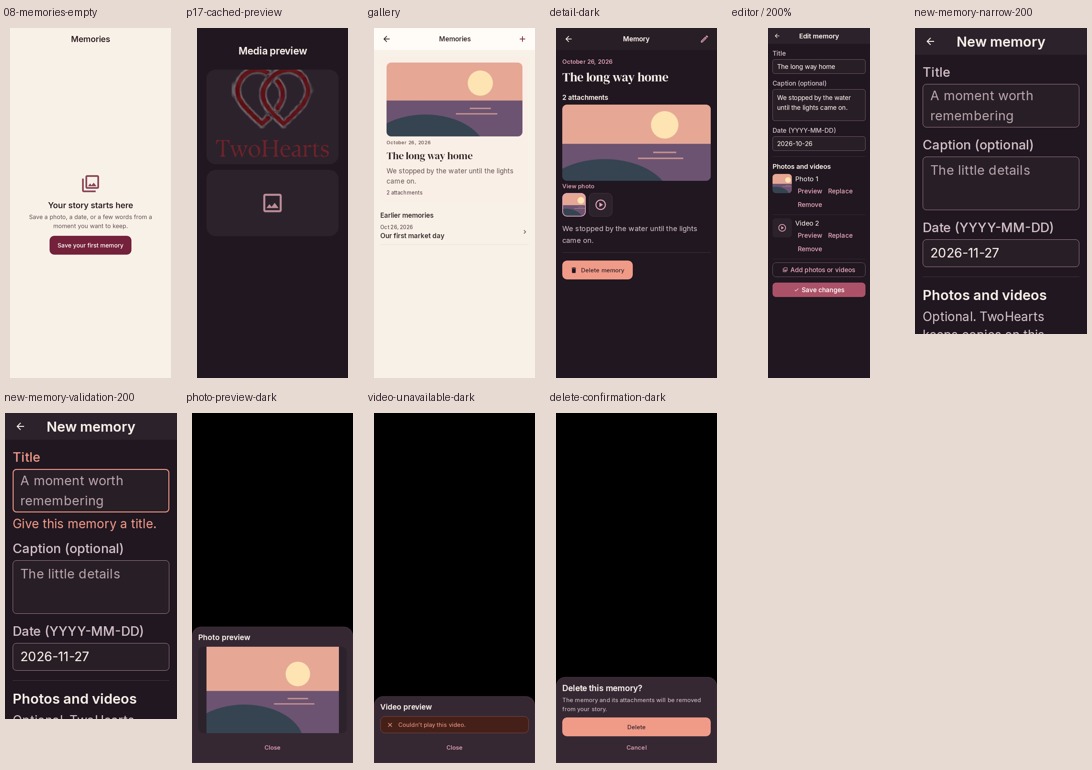 08-memories-empty
Memories
Your story starts here
Save a photo, a date, or a few words from a
moment you want to keep.
Save your first memory
p17-cached-preview
Media preview
TwoHearts
gallery
Memories
October 26, 2026
The long way home
We stopped by the water until the lights
came on.
2 attachments
Earlier memories
Our first market day
detail-dark
Memory
October 26, 2026
The long way home
2 attachments
View photo
We stopped by the water until the lights
came on.
Delete memory
editor / 200%
Edit memory
Title
The long way home
Caption (optional)
We stopped by the water
until the lights came on.
Date (YYYY-MM-DD)
2026-10-26
Photos and videos
Photo 1
Preview Replace
Remove
Video 2
Preview Replace
Remove
Add photos or videos
Save changes
new-memory-narrow-200
New memory
Title
A moment worth
remembering
Caption (optional)
The little details
Date (YYYY-MM-DD)
2026-11-27
Photos and videos
Optional. TwoHearts
keeps copies on this
new-memory-validation-200
New memory
Title
A moment worth
remembering
Give this memory a title.
Caption (optional)
The little details
Date (YYYY-MM-DD)
2026-11-27
Photos and videos
Optional. TwoHearts
photo-preview-dark
Photo preview
Close
video-unavailable-dark
Video preview
Couldn't play this video.
Close
delete-confirmation-dark
Delete this memory?
The memory and its attachments will be removed
from your story.
Delete
Cancel